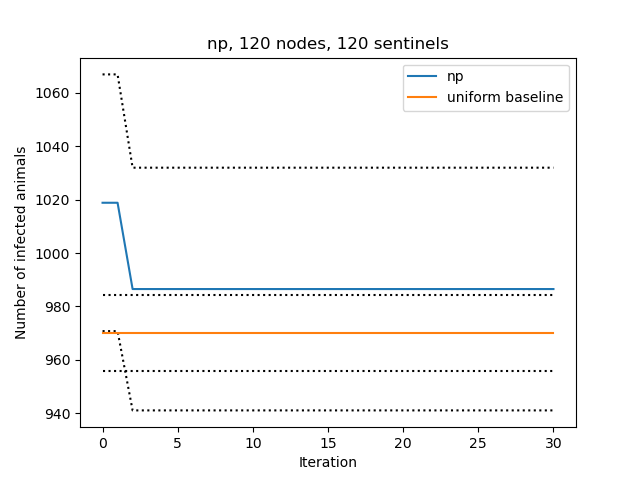 np, 120 nodes, 120 sentinels
np
uniform baseline
Number of infected animals
1060
1040
1020
1000
980
960
940
0 5 10 15 20 25 30
Iteration